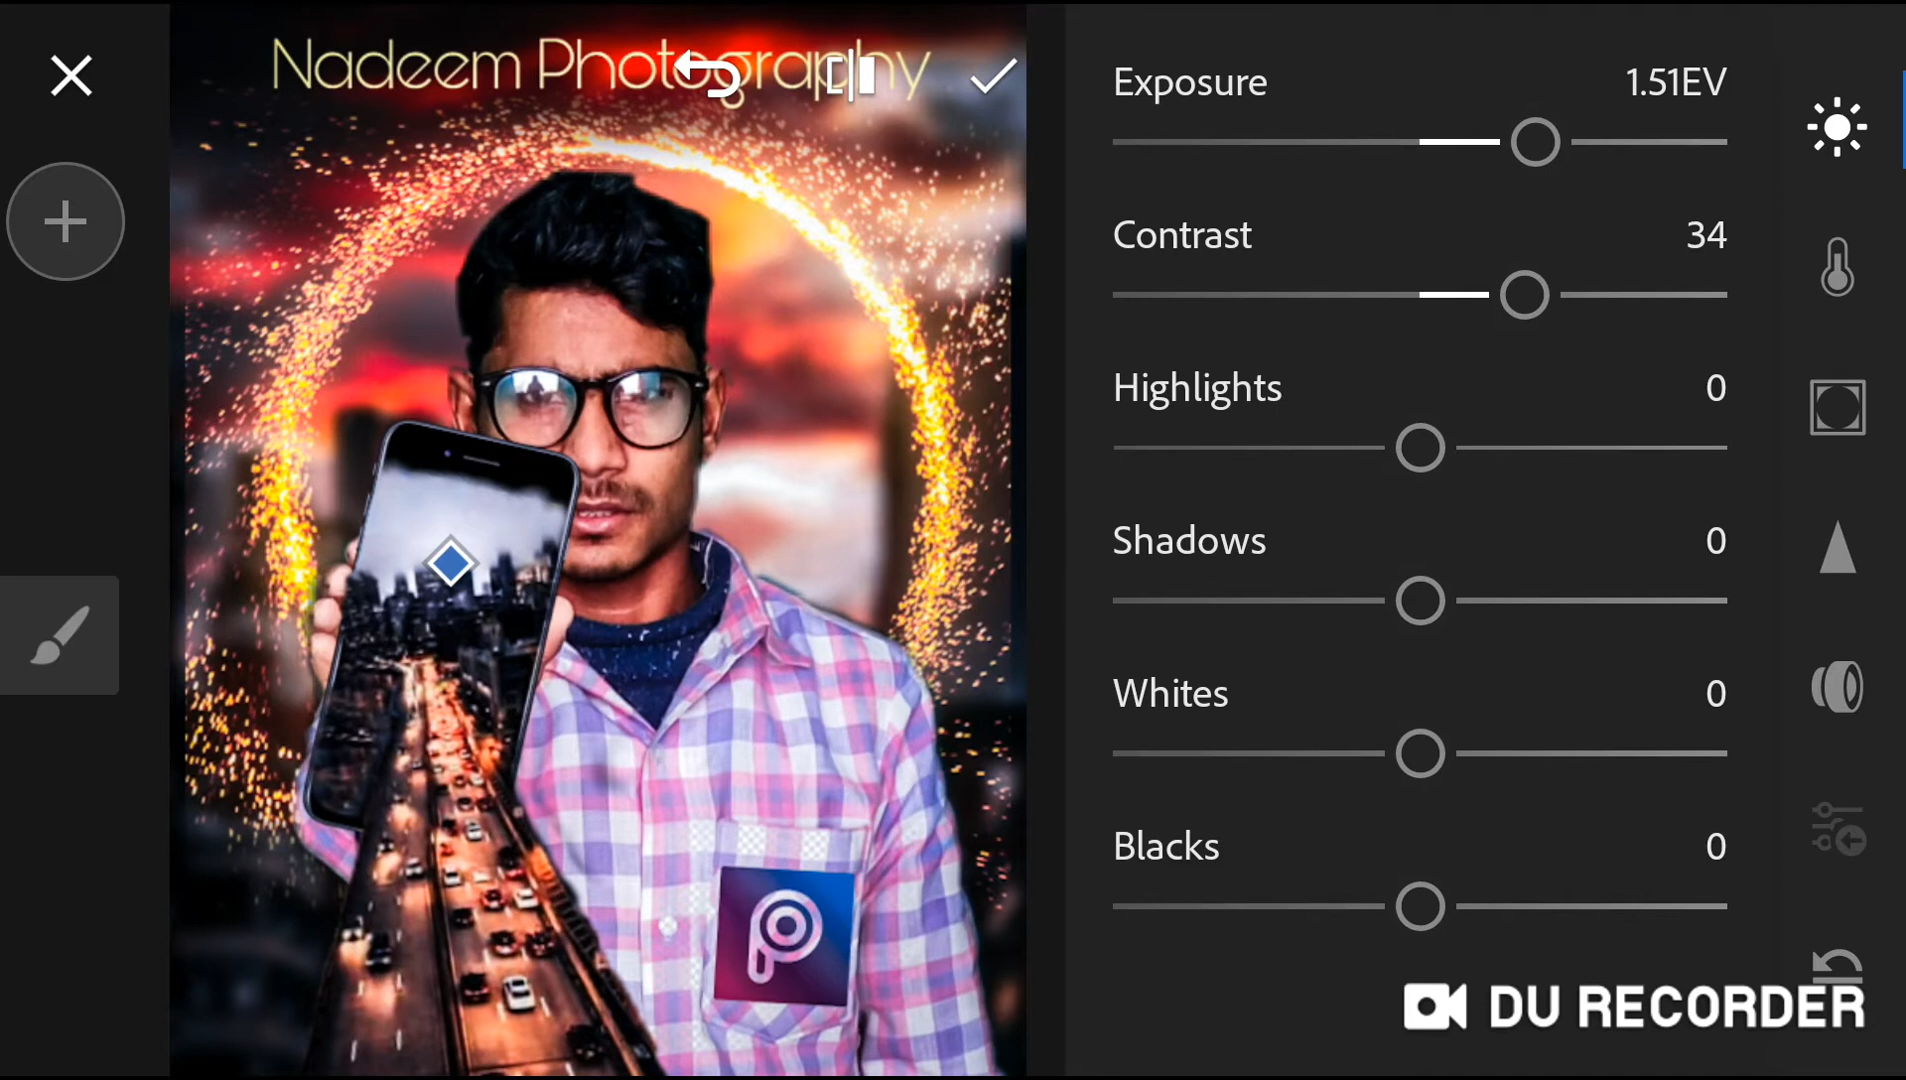 Nadeem Photography
Exposure 1.51EV
Contrast 34
Highlights 0
Shadows 0
Whites 0
Blacks 0
DU RECORDER